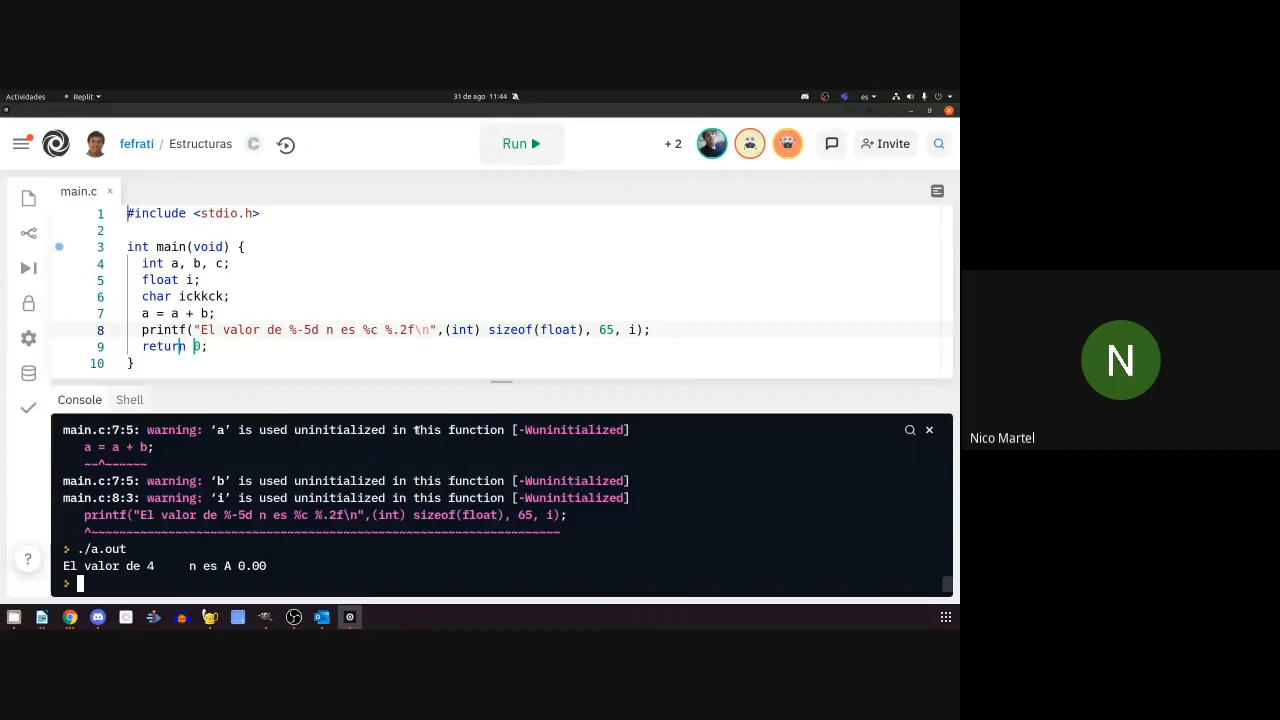 Actividades
Replit
31 de ago 11:44
es
fefrati / Estructuras
C
Run
+ 2
Invite
main.c ×
1 #include <stdio.h>
2
3 int main(void) {
4 int a, b, c;
5 float i;
6 char ickkck;
7 a = a + b;
8 printf("El valor de %-5d n es %c %.2f\n",(int) sizeof(float), 65, i);
9 return 0;
10 }
Console
Shell
main.c:7:5: warning: ‘a’ is used uninitialized in this function [-Wuninitialized]
a = a + b;
~~^~~~~~~
main.c:7:5: warning: ‘b’ is used uninitialized in this function [-Wuninitialized]
main.c:8:3: warning: ‘i’ is used uninitialized in this function [-Wuninitialized]
printf("El valor de %-5d n es %c %.2f\n",(int) sizeof(float), 65, i);
^~~~~~~~~~~~~~~~~~~~~~~~~~~~~~~~~~~~~~~~~~~~~~~~~~~~~~~~~~~~~~~~~~~~
./a.out
El valor de 4     n es A 0.00
?
N
Nico Martel